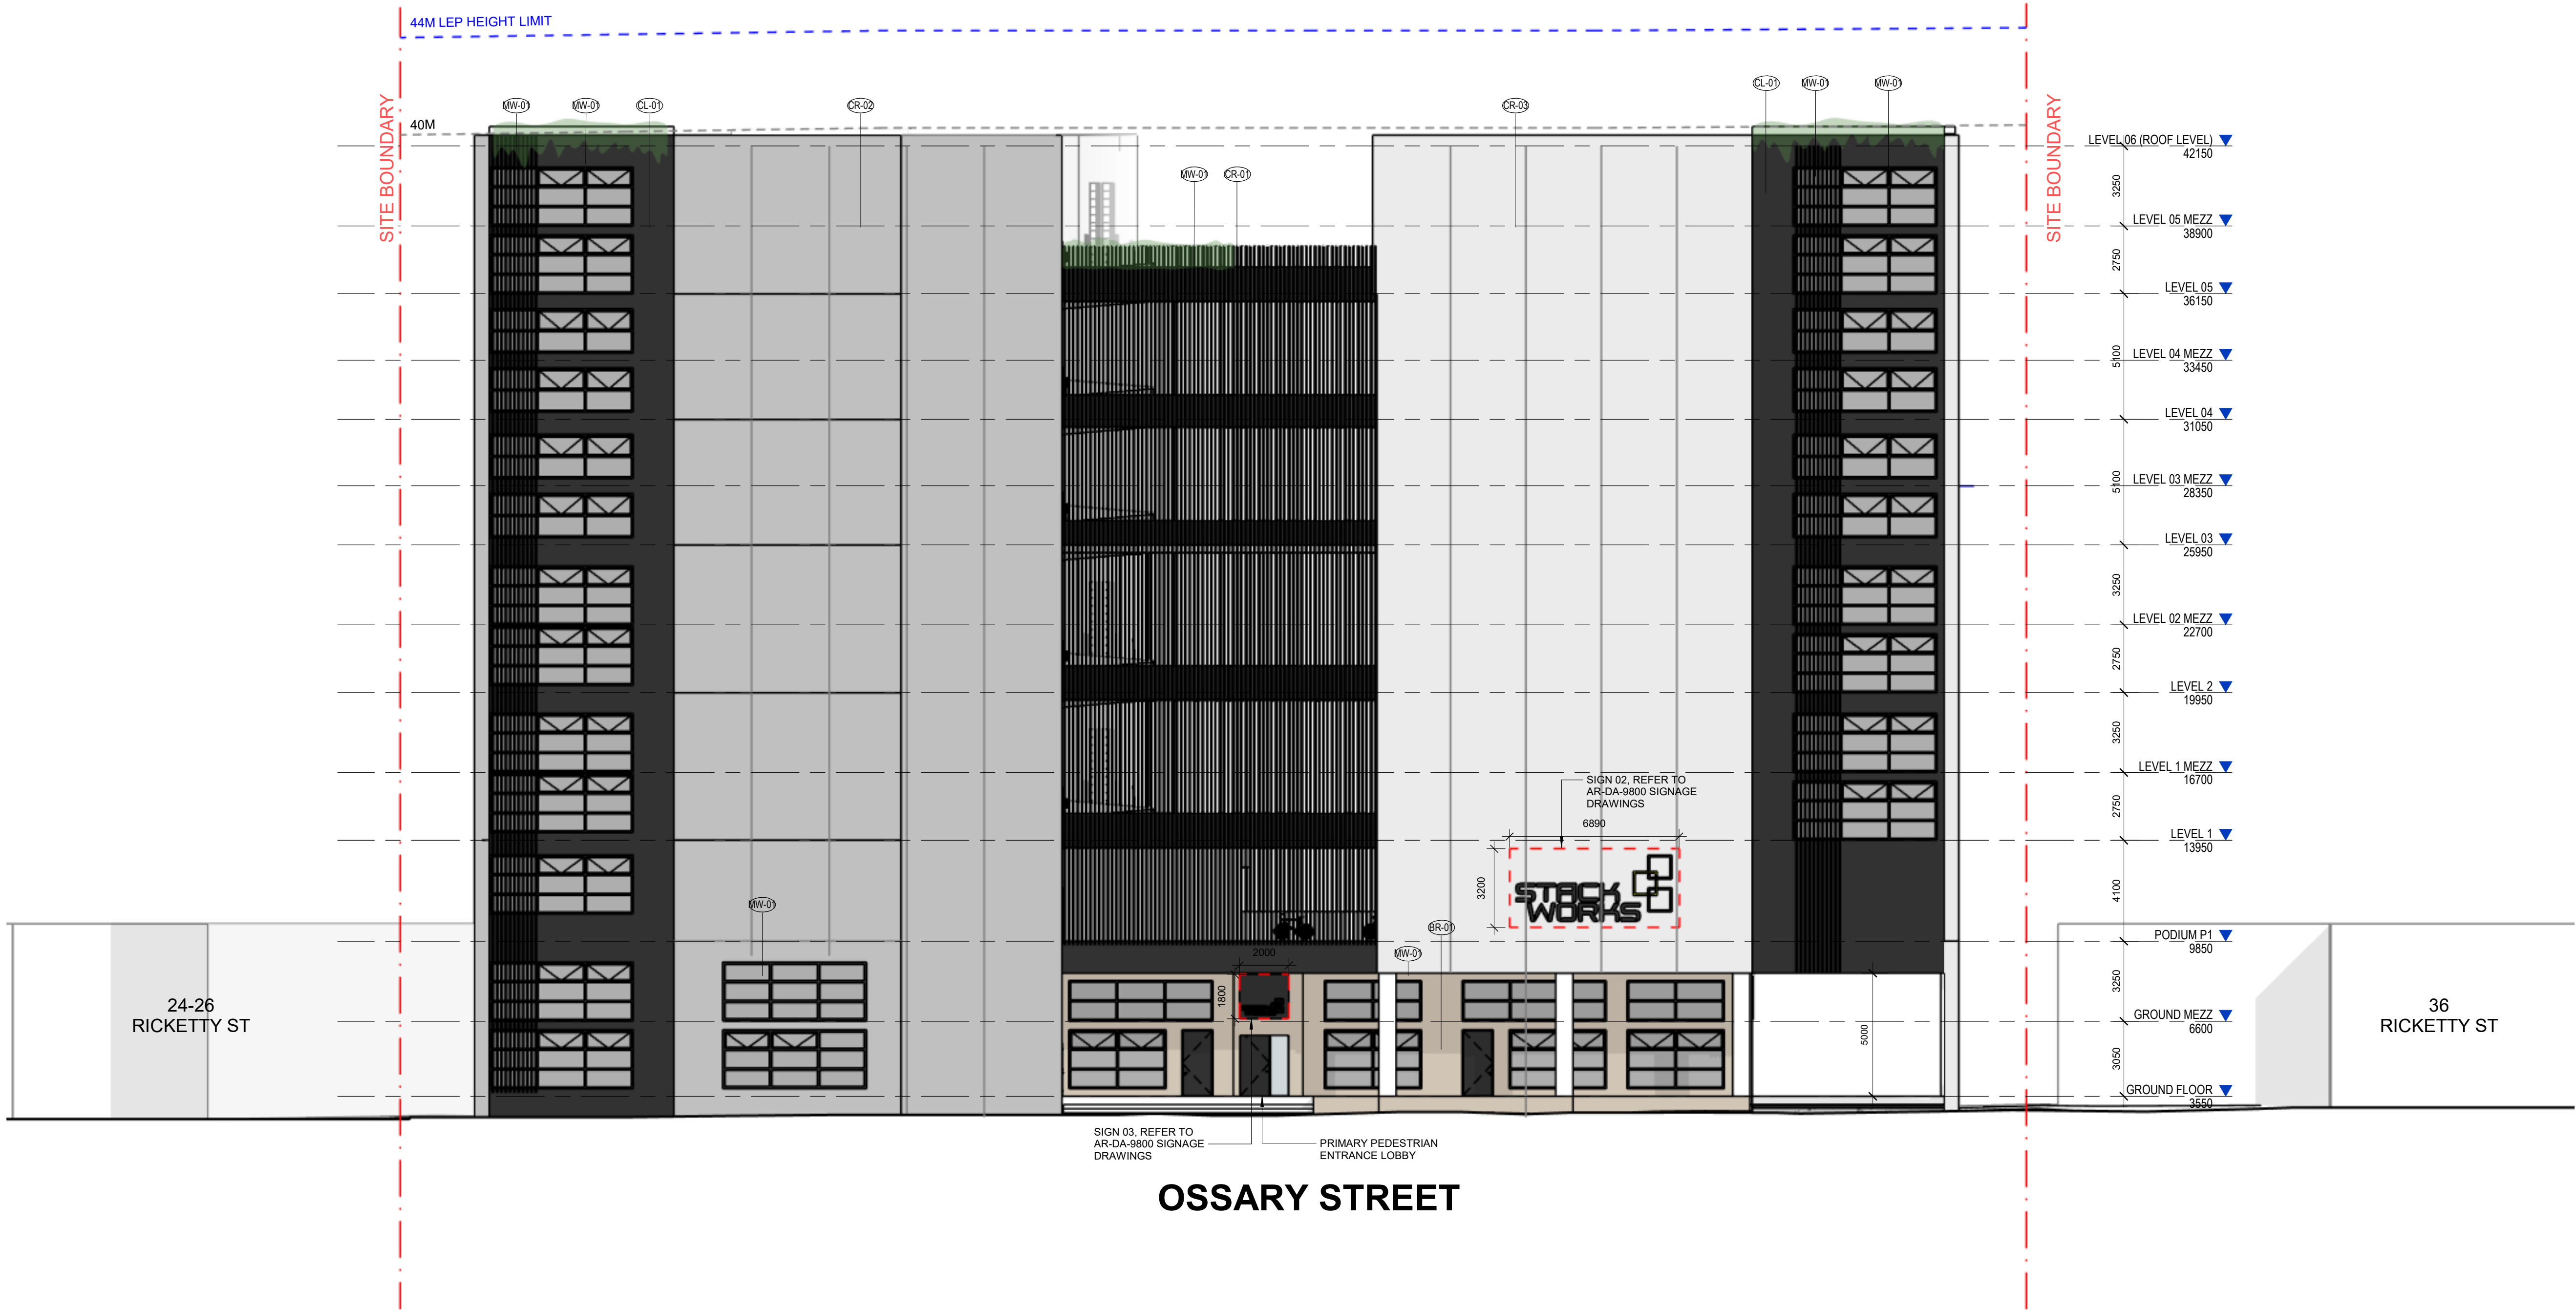 44M LEP HEIGHT LIMIT
SITE BOUNDARY
40M
MW-01
MW-01
CL-01
CR-02
CR-03
CL-01
MW-01
MW-01
SITE BOUNDARY
MW-01
CR-01
LEVEL 06 (ROOF LEVEL)
42150
3250
LEVEL 05 MEZZ
38900
2750
LEVEL 05
36150
5100
LEVEL 04 MEZZ
33450
LEVEL 04
31050
5100
LEVEL 03 MEZZ
28350
LEVEL 03
25950
3250
LEVEL 02 MEZZ
22700
2750
LEVEL 2
19950
3250
LEVEL 1 MEZZ
16700
2750
LEVEL 1
13950
4100
PODIUM P1
9850
3250
GROUND MEZZ
6600
3050
GROUND FLOOR
3550
SIGN 02, REFER TO
AR-DA-9800 SIGNAGE
DRAWINGS
6890
3200
STACK
WORKS
MW-01
BR-01
MW-01
2000
1800
5000
24-26
RICKETTY ST
36
RICKETTY ST
SIGN 03, REFER TO
AR-DA-9800 SIGNAGE
DRAWINGS
PRIMARY PEDESTRIAN
ENTRANCE LOBBY
OSSARY STREET